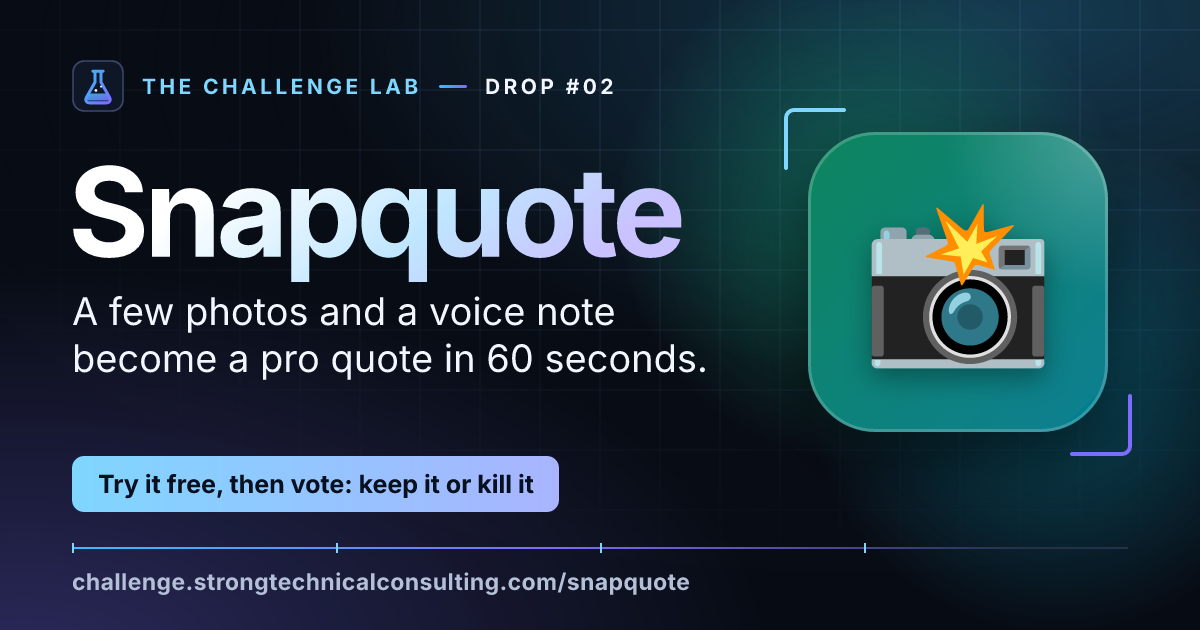 THE CHALLENGE LAB — DROP #02
Snapquote
A few photos and a voice note
become a pro quote in 60 seconds.
Try it free, then vote: keep it or kill it
challenge.strongtechnicalconsulting.com/snapquote